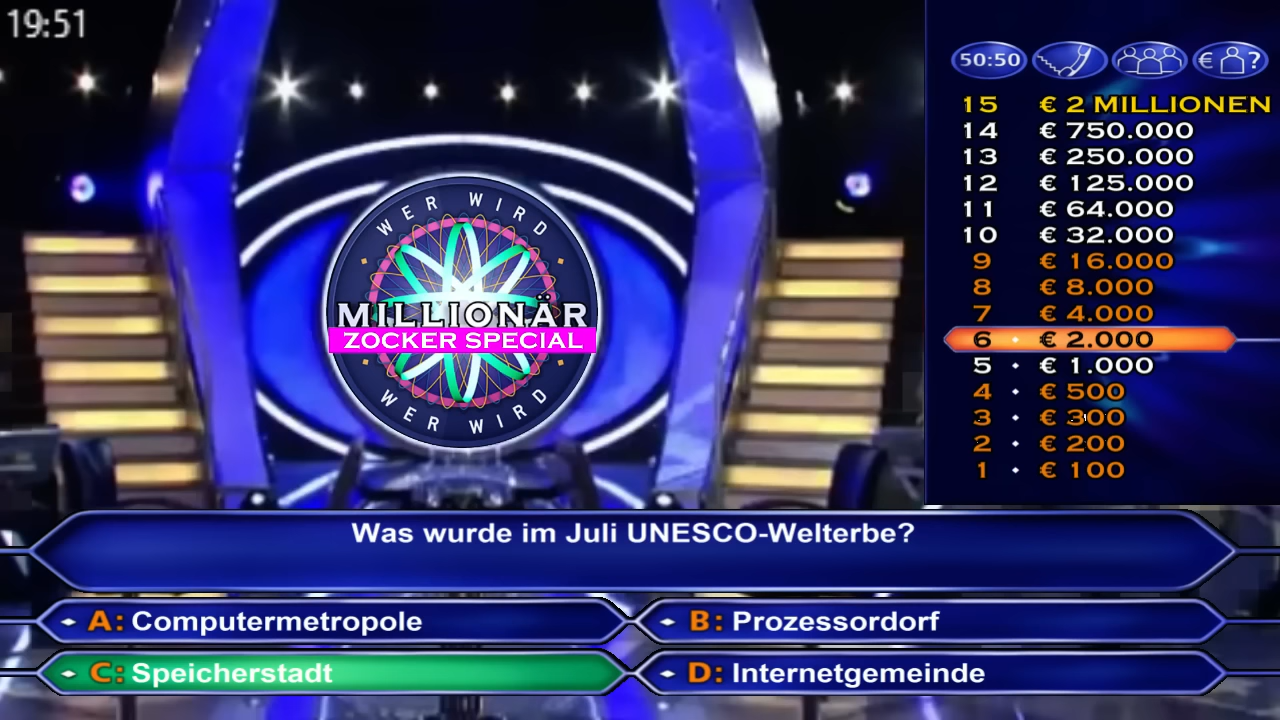 19:51
WER WIRD
MILLIONÄR
ZOCKER SPECIAL
WER WIRD
50:50 € ?
15 € 2 MILLIONEN
14 € 750.000
13 € 250.000
12 € 125.000
11 € 64.000
10 € 32.000
9 € 16.000
8 € 8.000
7 € 4.000
6 € 2.000
5 € 1.000
4 € 500
3 € 300
2 € 200
1 € 100
Was wurde im Juli UNESCO-Welterbe?
A: Computermetropole
B: Prozessordorf
C: Speicherstadt
D: Internetgemeinde